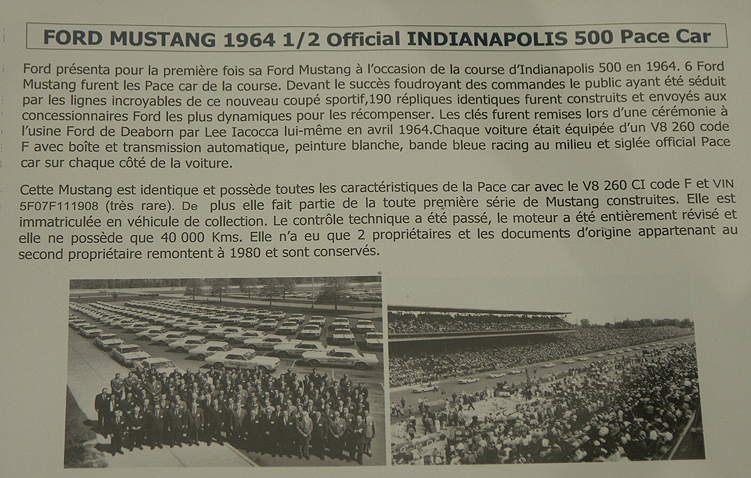 FORD MUSTANG 1964 1/2 Official INDIANAPOLIS 500 Pace Car
Ford présenta pour la première fois sa Ford Mustang à l'occasion de la course d'Indianapolis 500 en 1964. 6 Ford
Mustang furent les Pace car de la course. Devant le succès foudroyant des commandes le public ayant été séduit
par les lignes incroyables de ce nouveau coupé sportif,190 répliques identiques furent construits et envoyés aux
concessionnaires Ford les plus dynamiques pour les récompenser. Les clés furent remises lors d'une cérémonie à
l'usine Ford de Deaborn par Lee Iacocca lui-même en avril 1964.Chaque voiture était équipée d'un V8 260 code
F avec boîte et transmission automatique, peinture blanche, bande bleue racing au milieu et siglée official Pace
car sur chaque côté de la voiture.
Cette Mustang est identique et possède toutes les caractéristiques de la Pace car avec le V8 260 CI code F et VIN
5F07F111908 (très rare). De plus elle fait partie de la toute première série de Mustang construites. Elle est
immatriculée en véhicule de collection. Le contrôle technique a été passé, le moteur a été entièrement révisé et
elle ne possède que 40 000 Kms. Elle n'a eu que 2 propriétaires et les documents d'origine appartenant au
second propriétaire remontent à 1980 et sont conservés.